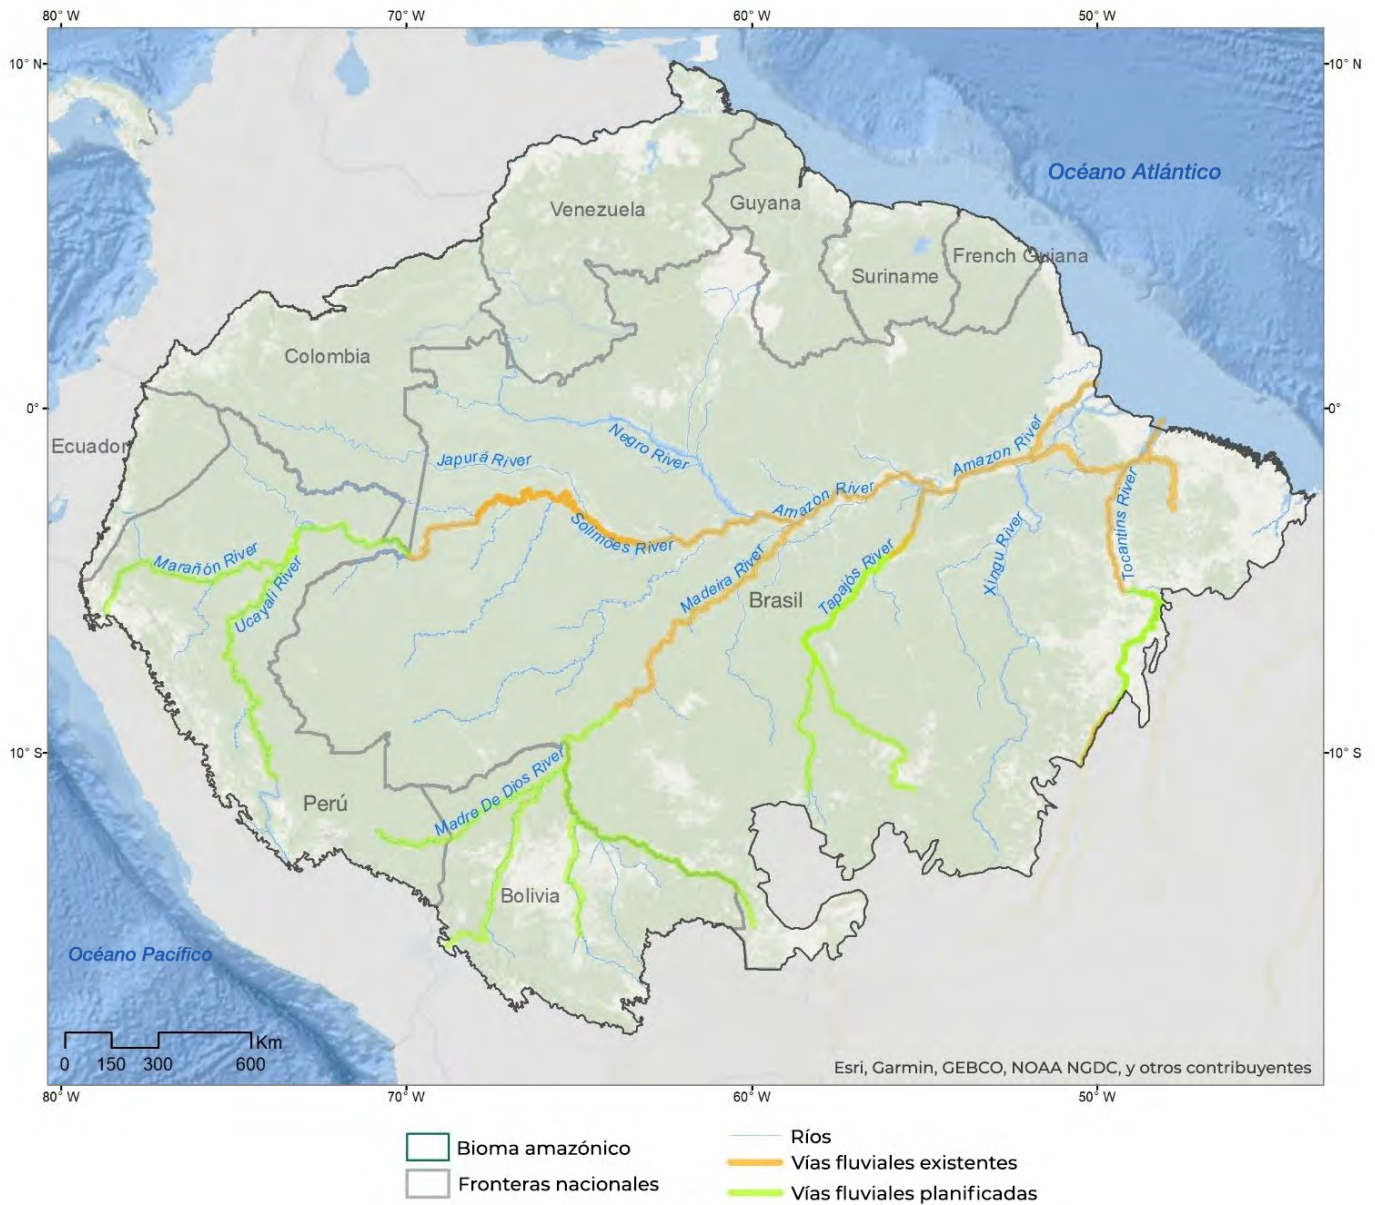 80° W 70° W 60° W 50° W
10° N 10° N
Océano Atlántico
Venezuela
Guyana
French Guiana
Suriname
Colombia
0° 0°
Ecuador
Negro River
Japurá River
Amazon River
Amazon River
Solimões River
Marañón River
Ucayali River
Madeira River
Tapajós River
Xingu River
Tocantins River
Brasil
10° S 10° S
Madre De Dios River
Perú
Bolivia
Océano Pacífico
Km
0 150 300 600
Esri, Garmin, GEBCO, NOAA NGDC, y otros contribuyentes
80° W 70° W 60° W 50° W
Bioma amazónico
Fronteras nacionales
Ríos
Vías fluviales existentes
Vías fluviales planificadas